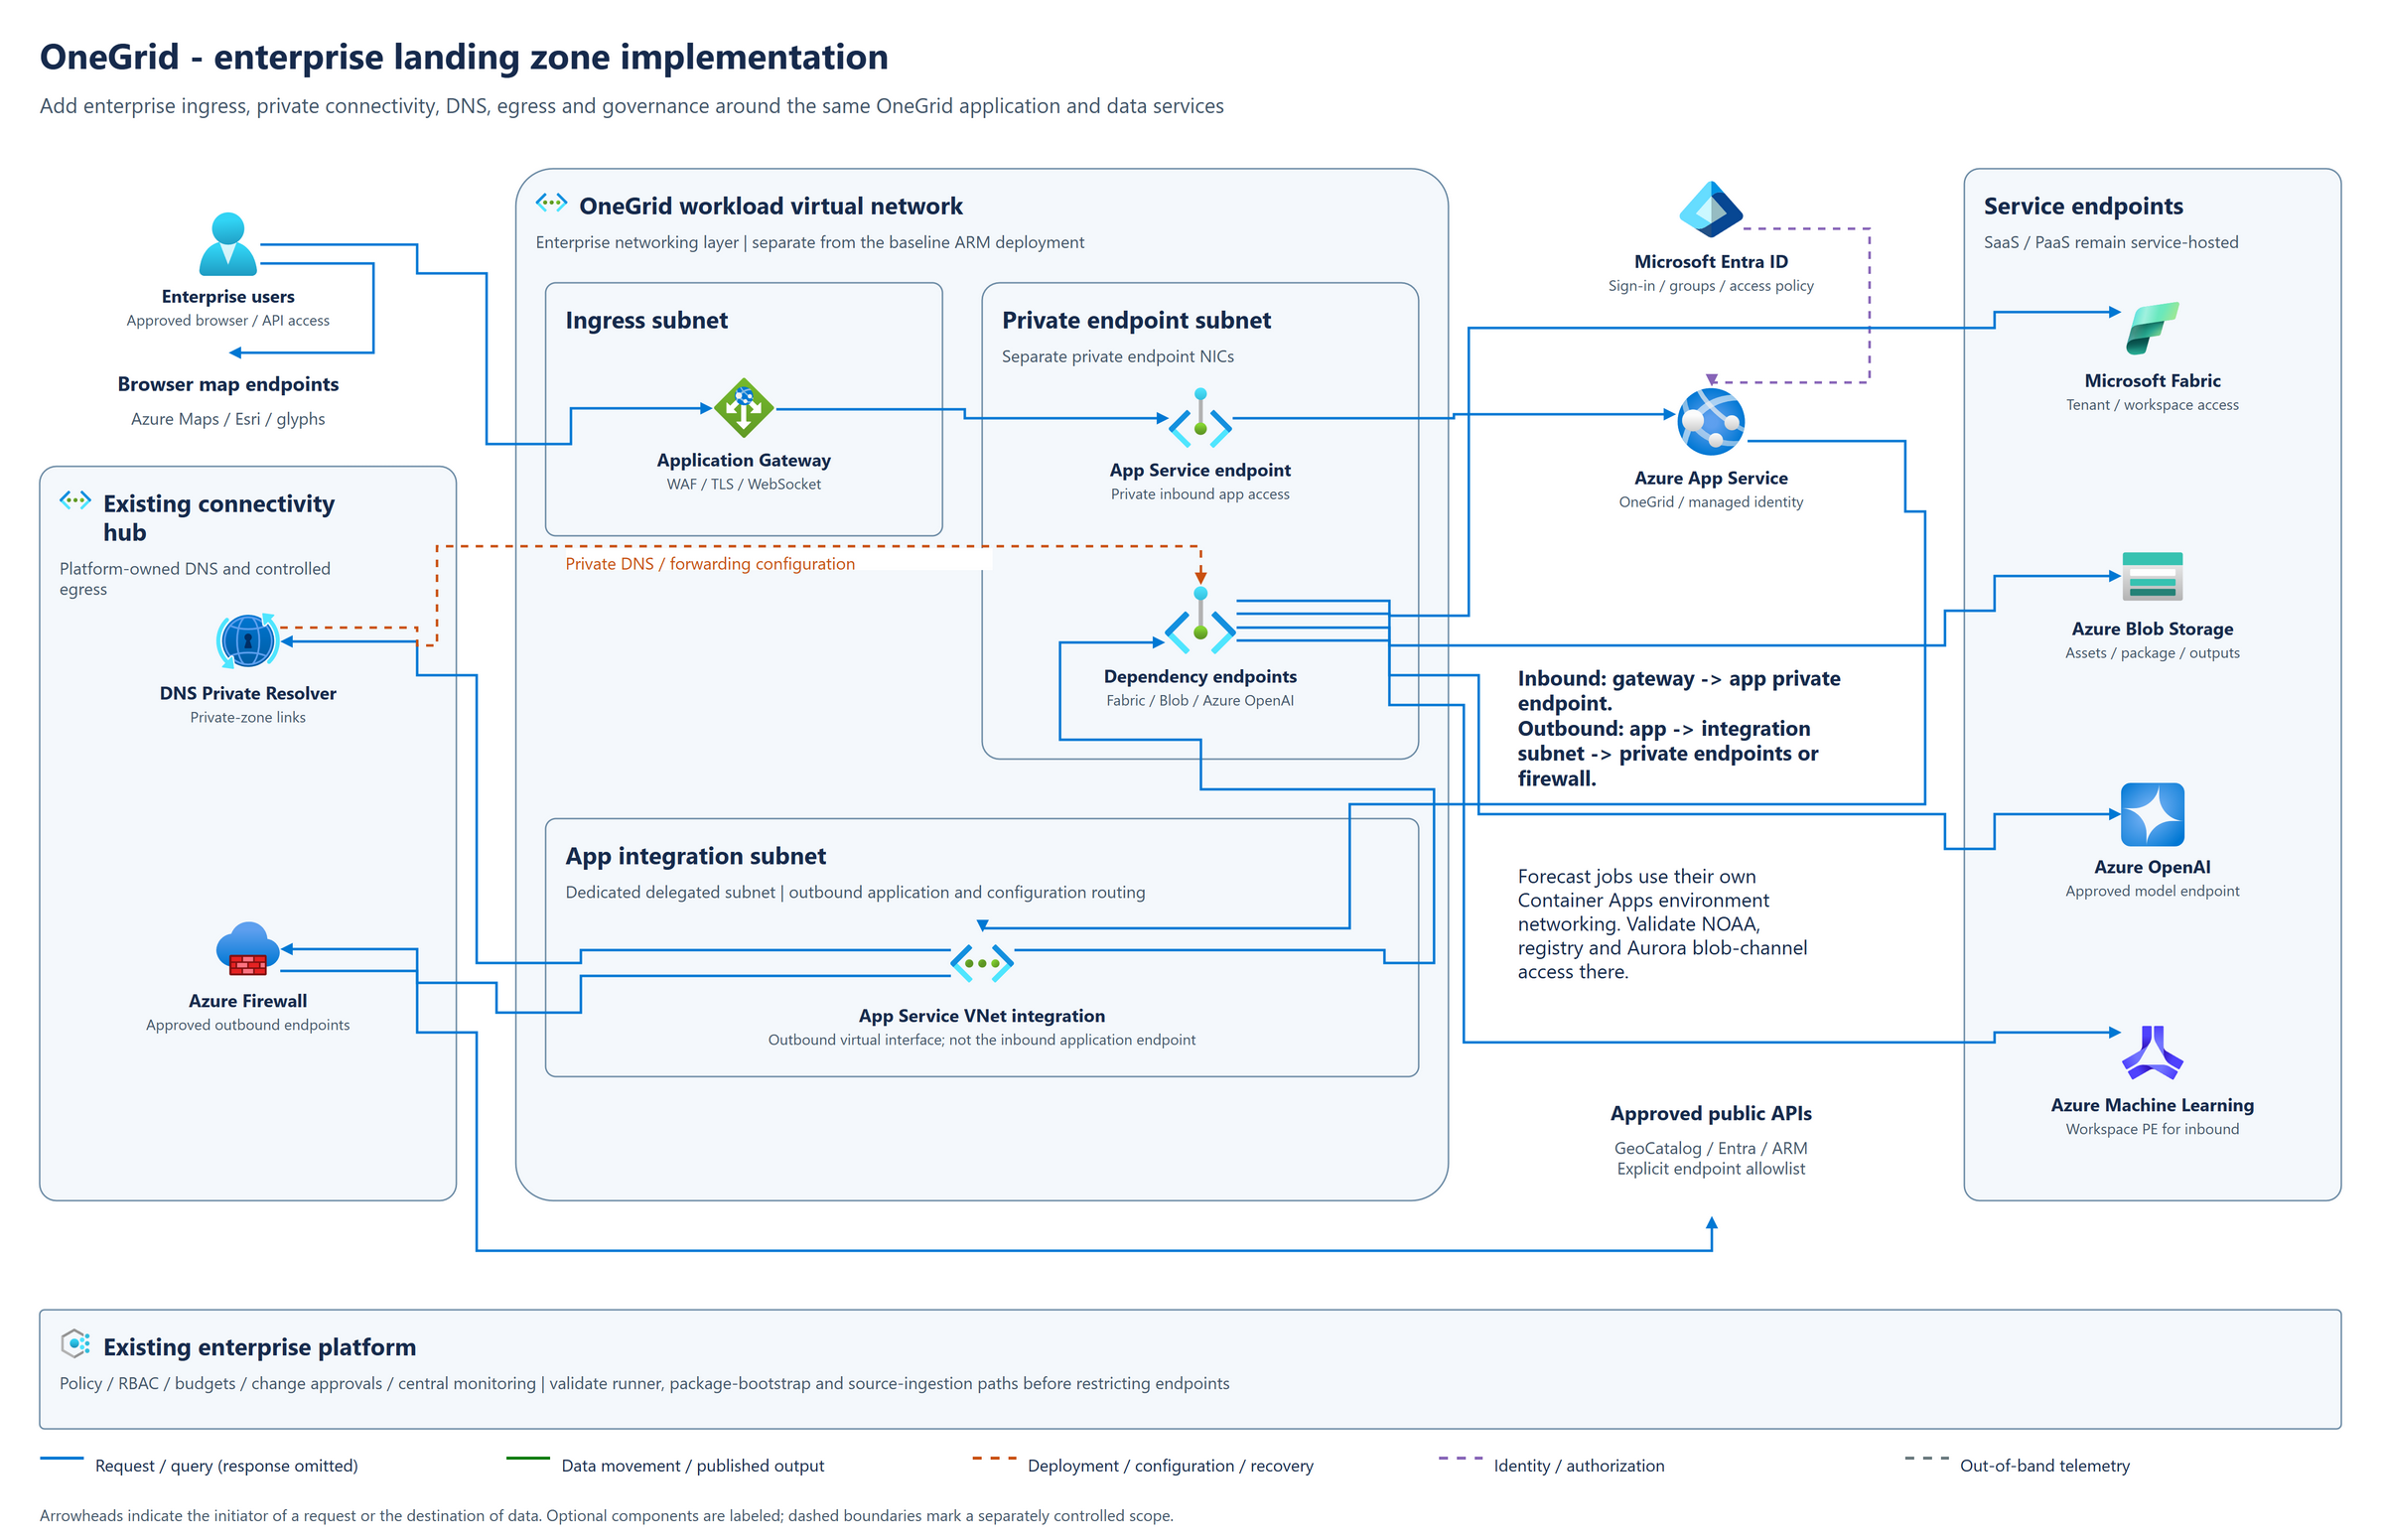 OneGrid - enterprise landing zone implementation
Add enterprise ingress, private connectivity, DNS, egress and governance around the same OneGrid application and data services
Enterprise users
Approved browser / API access
Browser map endpoints
Azure Maps / Esri / glyphs
Existing connectivity
hub
Platform-owned DNS and controlled
egress
DNS Private Resolver
Private-zone links
Azure Firewall
Approved outbound endpoints
OneGrid workload virtual network
Enterprise networking layer | separate from the baseline ARM deployment
Ingress subnet
Application Gateway
WAF / TLS / WebSocket
Private endpoint subnet
Separate private endpoint NICs
App Service endpoint
Private inbound app access
Private DNS / forwarding configuration
Dependency endpoints
Fabric / Blob / Azure OpenAI
App integration subnet
Dedicated delegated subnet | outbound application and configuration routing
App Service VNet integration
Outbound virtual interface; not the inbound application endpoint
Microsoft Entra ID
Sign-in / groups / access policy
Azure App Service
OneGrid / managed identity
Inbound: gateway -> app private
endpoint.
Outbound: app -> integration
subnet -> private endpoints or
firewall.
Forecast jobs use their own
Container Apps environment
networking. Validate NOAA,
registry and Aurora blob-channel
access there.
Approved public APIs
GeoCatalog / Entra / ARM
Explicit endpoint allowlist
Service endpoints
SaaS / PaaS remain service-hosted
Microsoft Fabric
Tenant / workspace access
Azure Blob Storage
Assets / package / outputs
Azure OpenAI
Approved model endpoint
Azure Machine Learning
Workspace PE for inbound
Existing enterprise platform
Policy / RBAC / budgets / change approvals / central monitoring | validate runner, package-bootstrap and source-ingestion paths before restricting endpoints
Request / query (response omitted)
Data movement / published output
Deployment / configuration / recovery
Identity / authorization
Out-of-band telemetry
Arrowheads indicate the initiator of a request or the destination of data. Optional components are labeled; dashed boundaries mark a separately controlled scope.